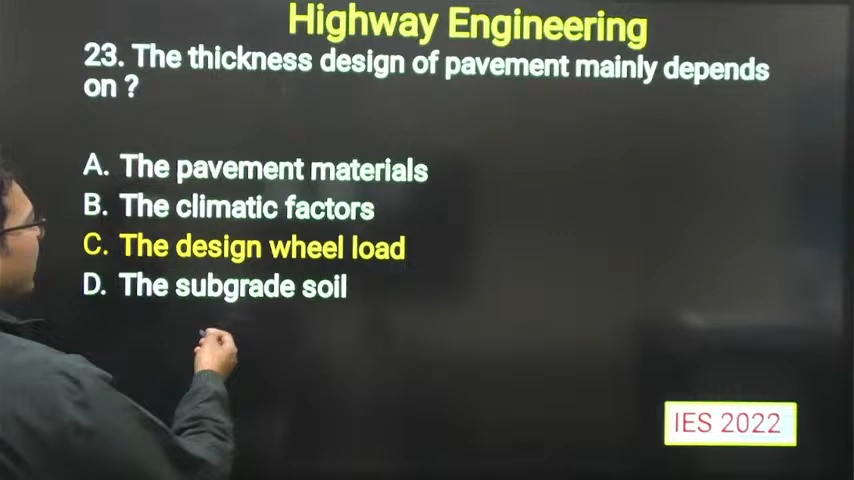 Highway Engineering
23. The thickness design of pavement mainly depends
on ?
A. The pavement materials
B. The climatic factors
C. The design wheel load
D. The subgrade soil
IES 2022